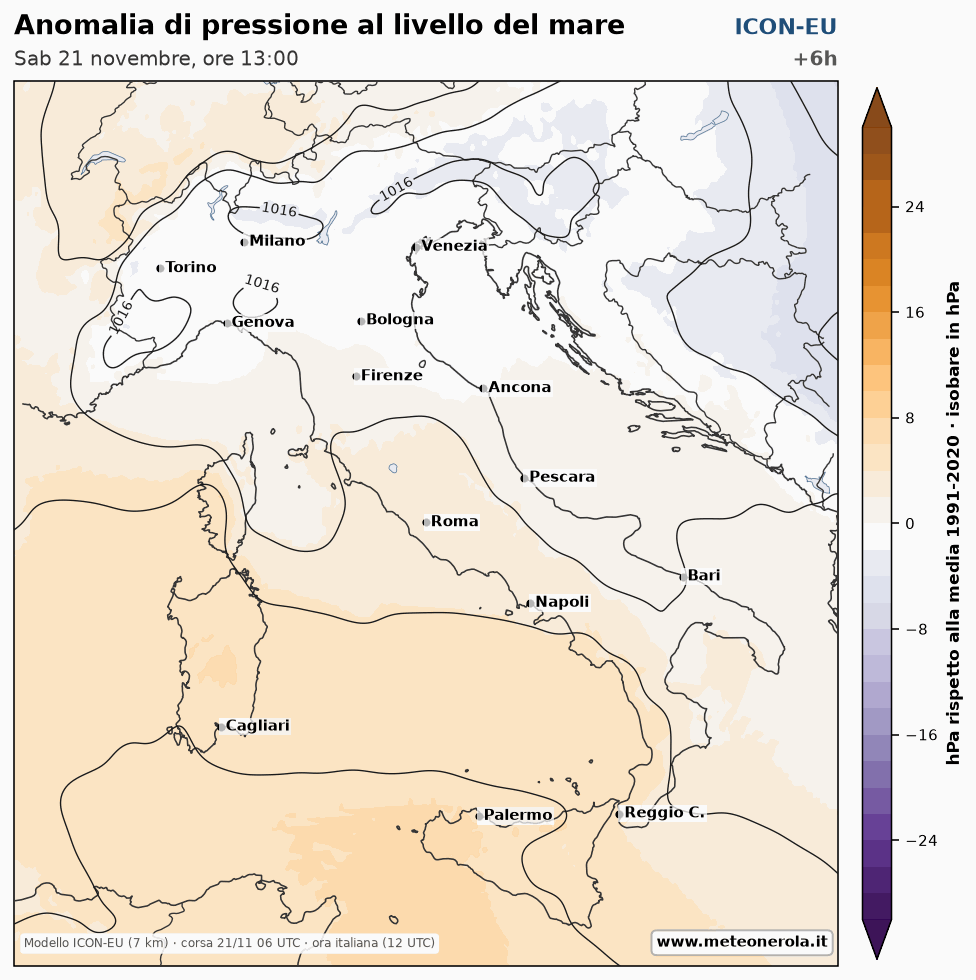 Anomalia di pressione al livello del mare
ICON-EU
Sab 21 novembre, ore 13:00
+6h
1016
1016
Milano
Venezia
Torino
1016
1016
Genova
Bologna
Firenze
Ancona
Pescara
Roma
Bari
Napoli
Cagliari
Palermo
Reggio C.
24
16
8
0
−8
−16
−24
hPa rispetto alla media 1991-2020 · isobare in hPa
Modello ICON-EU (7 km) · corsa 21/11 06 UTC · ora italiana (12 UTC)
www.meteonerola.it